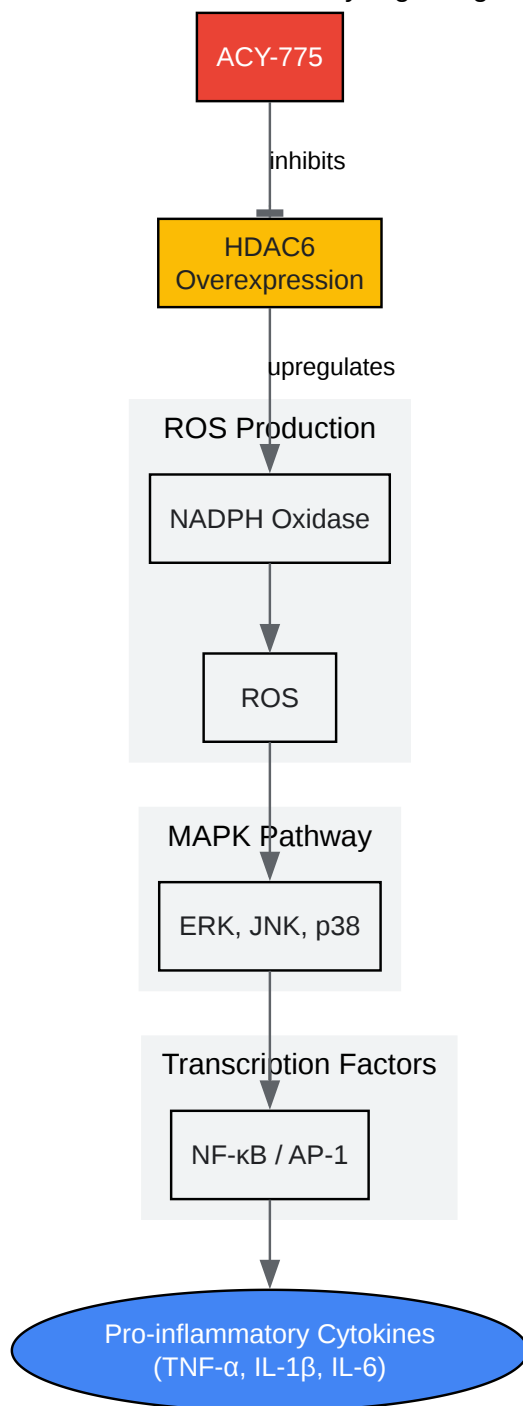 ACY-775
inhibits
HDAC6
Overexpression
upregulates
ROS Production
NADPH Oxidase
ROS
MAPK Pathway
ERK, JNK, p38
Transcription Factors
NF-κB / AP-1
Pro-inflammatory Cytokines
(TNF-α, IL-1β, IL-6)